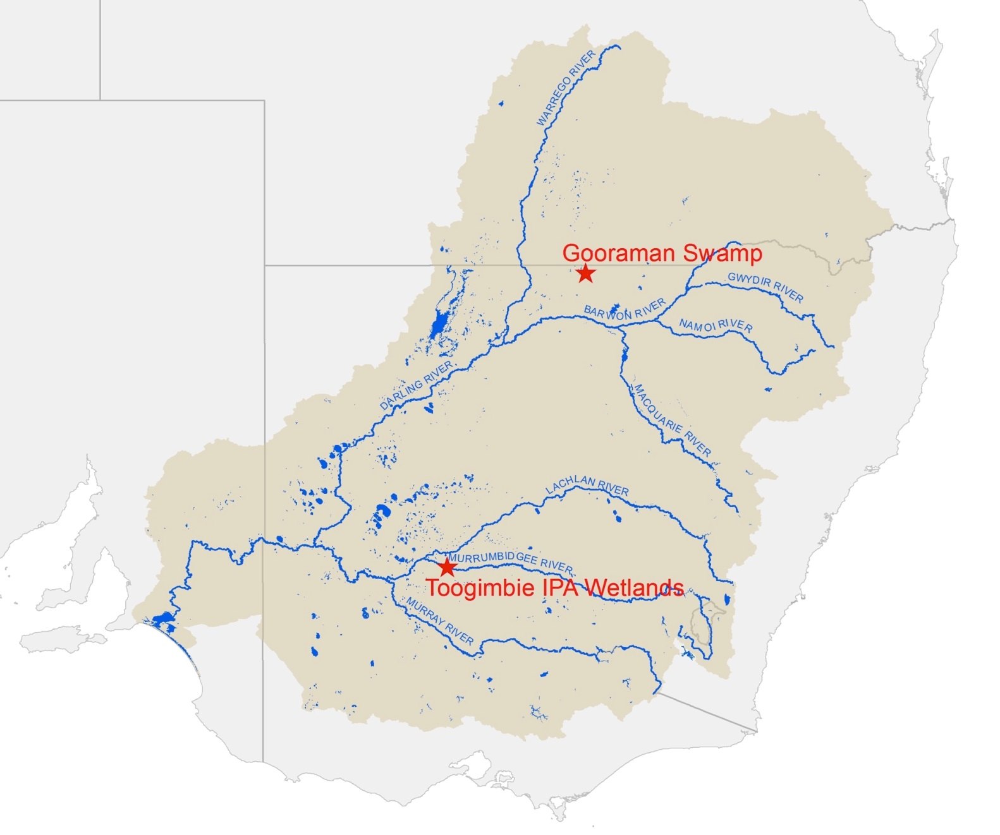 WARREGO RIVER
Gooraman Swamp
GWYDIR RIVER
BARWON RIVER
NAMOI RIVER
DARLING RIVER
MACQUARIE RIVER
LACHLAN RIVER
MURRUMBIDGEE RIVER
Toogimbie IPA Wetlands
MURRAY RIVER